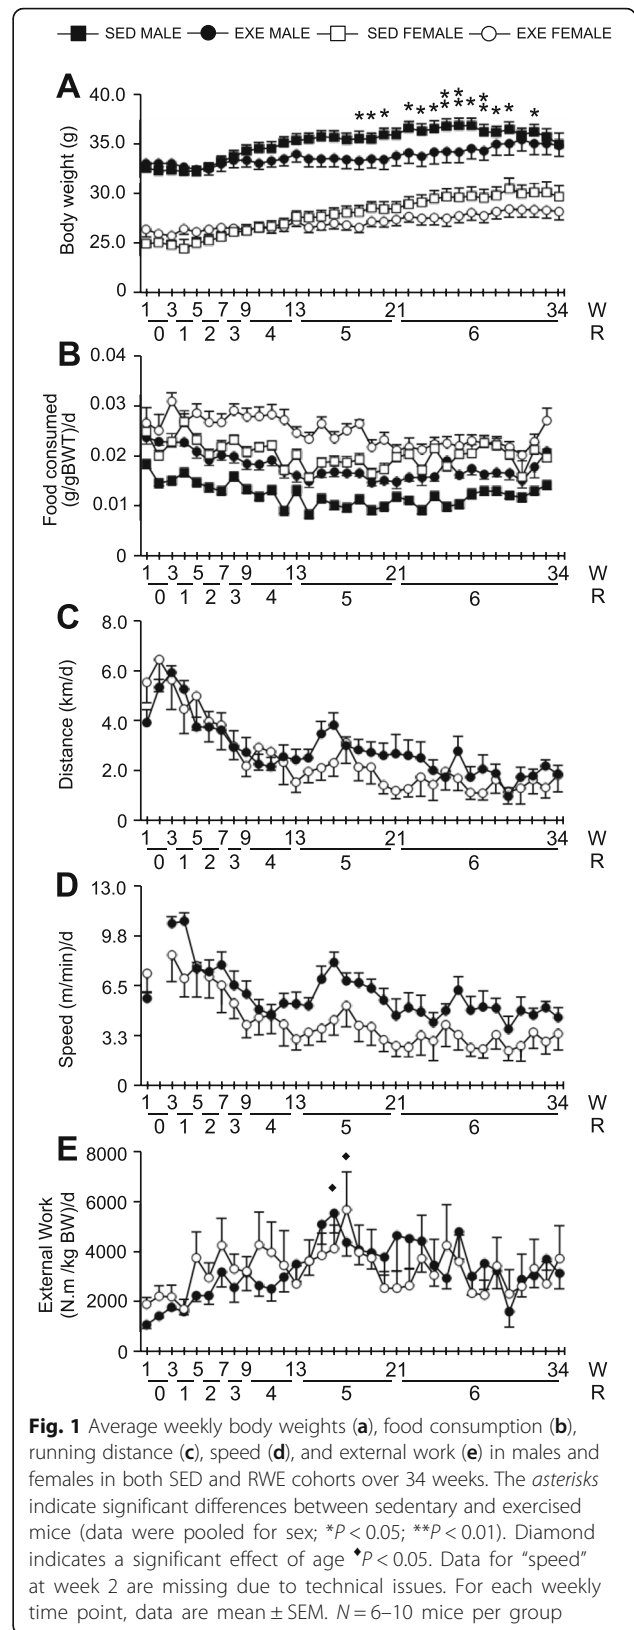 SED MALE EXE MALE SED FEMALE EXE FEMALE
A
40.0
35.0
30.0
25.0
0
Body weight (g)
* * * * * * ** ** * ** * * *
1 3 5 7 9 13 21 34 W
0 1 2 3 4 5 6 R
B
0.04
0.03
0.02
0.01
0
Food consumed
(g/gBWT)/d
1 3 5 7 9 13 21 34 W
0 1 2 3 4 5 6 R
C
8.0
6.0
4.0
2.0
0
Distance (km/d)
1 3 5 7 9 13 21 34 W
0 1 2 3 4 5 6 R
D
13.0
9.8
6.5
3.3
0
Speed (m/min)/d
1 3 5 7 9 13 21 34 W
0 1 2 3 4 5 6 R
E
8000
6000
4000
2000
0
External Work
(N.m /kg BW)/d
1 3 5 7 9 13 21 34 W
0 1 2 3 4 5 6 R
Fig. 1 Average weekly body weights (a), food consumption (b),
running distance (c), speed (d), and external work (e) in males and
females in both SED and RWE cohorts over 34 weeks. The asterisks
indicate significant differences between sedentary and exercised
mice (data were pooled for sex; *P < 0.05; **P < 0.01). Diamond
indicates a significant effect of age ♦P < 0.05. Data for “speed”
at week 2 are missing due to technical issues. For each weekly
time point, data are mean ± SEM. N = 6–10 mice per group